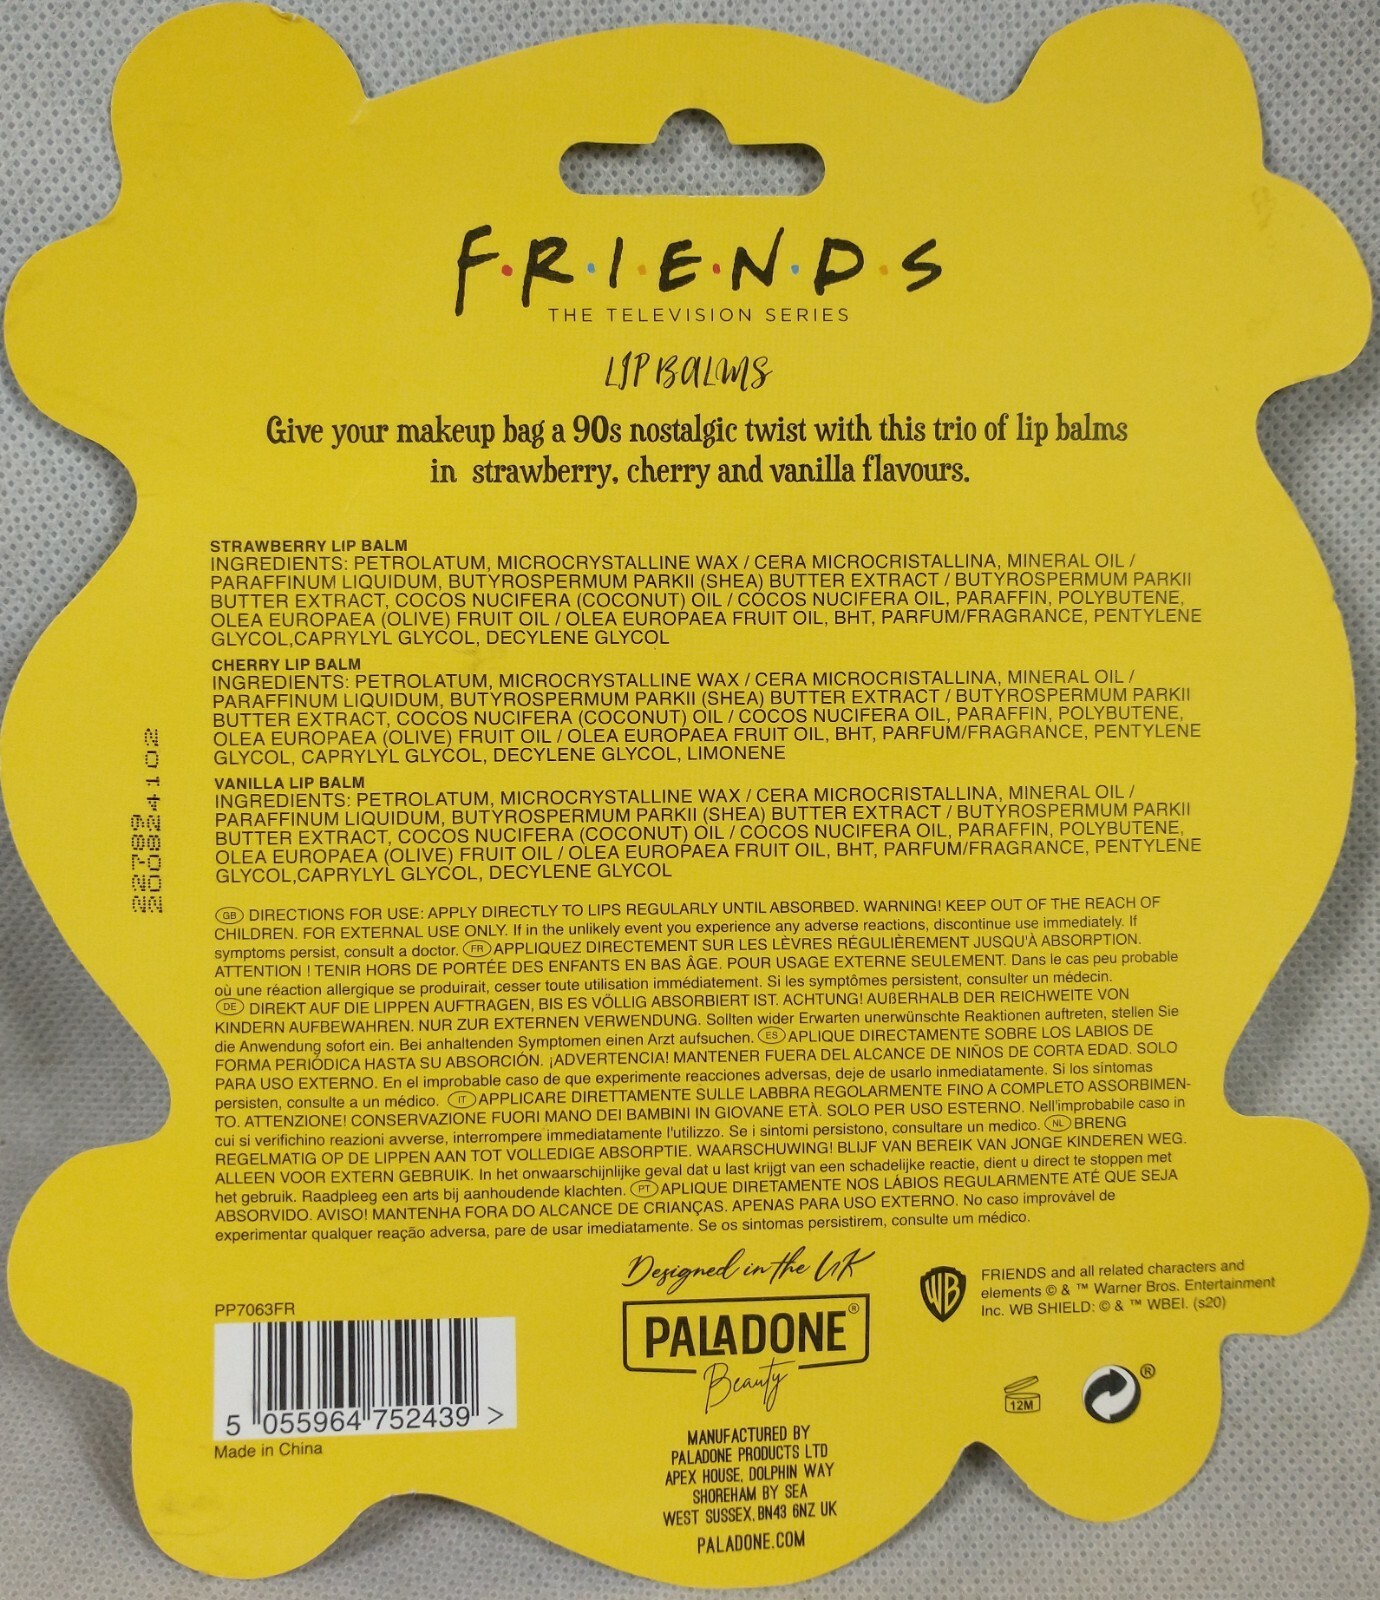 F·R·I·E·N·D·S
THE TELEVISION SERIES
LIP BALMS
Give your makeup bag a 90s nostalgic twist with this trio of lip balms
in strawberry, cherry and vanilla flavours.
STRAWBERRY LIP BALM
INGREDIENTS: PETROLATUM, MICROCRYSTALLINE WAX / CERA MICROCRISTALLINA, MINERAL OIL /
PARAFFINUM LIQUIDUM, BUTYROSPERMUM PARKII (SHEA) BUTTER EXTRACT / BUTYROSPERMUM PARKII
BUTTER EXTRACT, COCOS NUCIFERA (COCONUT) OIL / COCOS NUCIFERA OIL, PARAFFIN, POLYBUTENE,
OLEA EUROPAEA (OLIVE) FRUIT OIL / OLEA EUROPAEA FRUIT OIL, BHT, PARFUM/FRAGRANCE, PENTYLENE
GLYCOL,CAPRYLYL GLYCOL, DECYLENE GLYCOL
CHERRY LIP BALM
INGREDIENTS: PETROLATUM, MICROCRYSTALLINE WAX / CERA MICROCRISTALLINA, MINERAL OIL /
PARAFFINUM LIQUIDUM, BUTYROSPERMUM PARKII (SHEA) BUTTER EXTRACT / BUTYROSPERMUM PARKII
BUTTER EXTRACT, COCOS NUCIFERA (COCONUT) OIL / COCOS NUCIFERA OIL, PARAFFIN, POLYBUTENE,
OLEA EUROPAEA (OLIVE) FRUIT OIL / OLEA EUROPAEA FRUIT OIL, BHT, PARFUM/FRAGRANCE, PENTYLENE
GLYCOL, CAPRYLYL GLYCOL, DECYLENE GLYCOL, LIMONENE
VANILLA LIP BALM
INGREDIENTS: PETROLATUM, MICROCRYSTALLINE WAX / CERA MICROCRISTALLINA, MINERAL OIL /
PARAFFINUM LIQUIDUM, BUTYROSPERMUM PARKII (SHEA) BUTTER EXTRACT / BUTYROSPERMUM PARKII
BUTTER EXTRACT, COCOS NUCIFERA (COCONUT) OIL / COCOS NUCIFERA OIL, PARAFFIN, POLYBUTENE,
OLEA EUROPAEA (OLIVE) FRUIT OIL / OLEA EUROPAEA FRUIT OIL, BHT, PARFUM/FRAGRANCE, PENTYLENE
GLYCOL,CAPRYLYL GLYCOL, DECYLENE GLYCOL
22789
200824102
GB DIRECTIONS FOR USE: APPLY DIRECTLY TO LIPS REGULARLY UNTIL ABSORBED. WARNING! KEEP OUT OF THE REACH OF
CHILDREN. FOR EXTERNAL USE ONLY. If in the unlikely event you experience any adverse reactions, discontinue use immediately. If
symptoms persist, consult a doctor. FR APPLIQUEZ DIRECTEMENT SUR LES LÈVRES RÉGULIÈREMENT JUSQU'À ABSORPTION.
ATTENTION ! TENIR HORS DE PORTÉE DES ENFANTS EN BAS ÂGE. POUR USAGE EXTERNE SEULEMENT. Dans le cas peu probable
où une réaction allergique se produirait, cesser toute utilisation immédiatement. Si les symptômes persistent, consulter un médecin.
DE DIREKT AUF DIE LIPPEN AUFTRAGEN, BIS ES VÖLLIG ABSORBIERT IST. ACHTUNG! AUßERHALB DER REICHWEITE VON
KINDERN AUFBEWAHREN. NUR ZUR EXTERNEN VERWENDUNG. Sollten wider Erwarten unerwünschte Reaktionen auftreten, stellen Sie
die Anwendung sofort ein. Bei anhaltenden Symptomen einen Arzt aufsuchen. ES APLIQUE DIRECTAMENTE SOBRE LOS LABIOS DE
FORMA PERIÓDICA HASTA SU ABSORCIÓN. ¡ADVERTENCIA! MANTENER FUERA DEL ALCANCE DE NIÑOS DE CORTA EDAD. SOLO
PARA USO EXTERNO. En el improbable caso de que experimente reacciones adversas, deje de usarlo inmediatamente. Si los síntomas
persisten, consulte a un médico. IT APPLICARE DIRETTAMENTE SULLE LABBRA REGOLARMENTE FINO A COMPLETO ASSORBIMEN-
TO. ATTENZIONE! CONSERVAZIONE FUORI MANO DEI BAMBINI IN GIOVANE ETÀ. SOLO PER USO ESTERNO. Nell'improbabile caso in
cui si verifichino reazioni avverse, interrompere immediatamente l'utilizzo. Se i sintomi persistono, consultare un medico. NL BRENG
REGELMATIG OP DE LIPPEN AAN TOT VOLLEDIGE ABSORPTIE. WAARSCHUWING! BLIJF VAN BEREIK VAN JONGE KINDEREN WEG.
ALLEEN VOOR EXTERN GEBRUIK. In het onwaarschijnlijke geval dat u last krijgt van een schadelijke reactie, dient u direct te stoppen met
het gebruik. Raadpleeg een arts bij aanhoudende klachten. PT APLIQUE DIRETAMENTE NOS LÁBIOS REGULARMENTE ATÉ QUE SEJA
ABSORVIDO. AVISO! MANTENHA FORA DO ALCANCE DE CRIANÇAS. APENAS PARA USO EXTERNO. No caso improvável de
experimentar qualquer reação adversa, pare de usar imediatamente. Se os sintomas persistirem, consulte um médico.
PP7063FR
5 055964 752439 >
Made in China
Designed in the UK
PALADONE®
Beauty
MANUFACTURED BY
PALADONE PRODUCTS LTD
APEX HOUSE, DOLPHIN WAY
SHOREHAM BY SEA
WEST SUSSEX, BN43 6NZ UK
PALADONE.COM
WB
FRIENDS and all related characters and
elements © & ™ Warner Bros. Entertainment
Inc. WB SHIELD: © & ™ WBEI. (s20)
12M
®